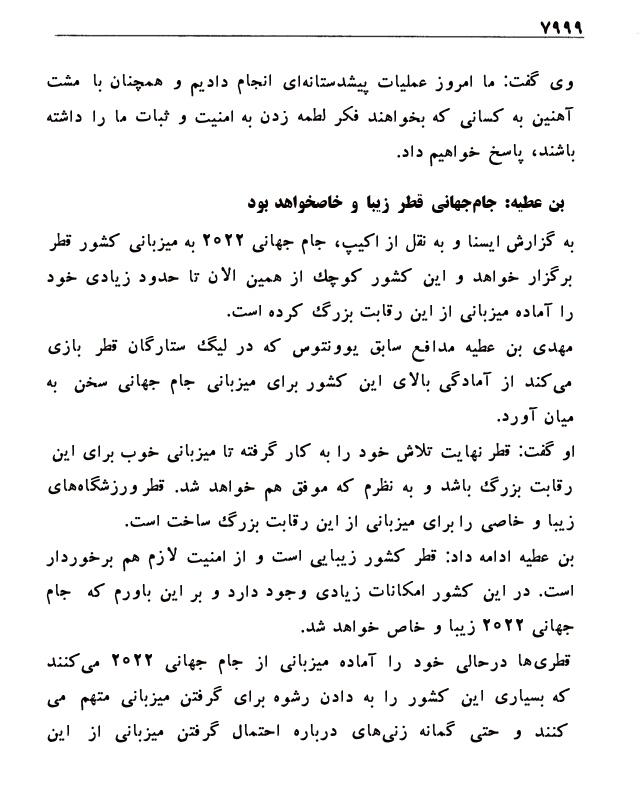 ۷۹۹۹
وی گفت: ما امروز عملیات پیشدستانه‌ای انجام دادیم و همچنان با مشت
آهنین به کسانی که بخواهند فکر لطمه زدن به امنیت و ثبات ما را داشته
باشند، پاسخ خواهیم داد.
بن عطیه: جام‌جهانی قطر زیبا و خاصخواهد بود
به گزارش ایسنا و به نقل از اکیپ، جام جهانی ۲۰۲۲ به میزبانی کشور قطر
برگزار خواهد و این کشور کوچک از همین الان تا حدود زیادی خود
را آماده میزبانی از این رقابت بزرگ کرده است.
مهدی بن عطیه مدافع سابق یوونتوس که در لیگ ستارگان قطر بازی
می‌کند از آمادگی بالای این کشور برای میزبانی جام جهانی سخن به
میان آورد.
او گفت: قطر نهایت تلاش خود را به کار گرفته تا میزبانی خوب برای این
رقابت بزرگ باشد و به نظرم که موفق هم خواهد شد. قطر ورزشگاه‌های
زیبا و خاصی را برای میزبانی از این رقابت بزرگ ساخت است.
بن عطیه ادامه داد: قطر کشور زیبایی است و از امنیت لازم هم برخوردار
است. در این کشور امکانات زیادی وجود دارد و بر این باورم که جام
جهانی ۲۰۲۲ زیبا و خاص خواهد شد.
قطری‌ها درحالی خود را آماده میزبانی از جام جهانی ۲۰۲۲ می‌کنند
که بسیاری این کشور را به دادن رشوه برای گرفتن میزبانی متهم می
کنند و حتی گمانه زنی‌های درباره احتمال گرفتن میزبانی از این